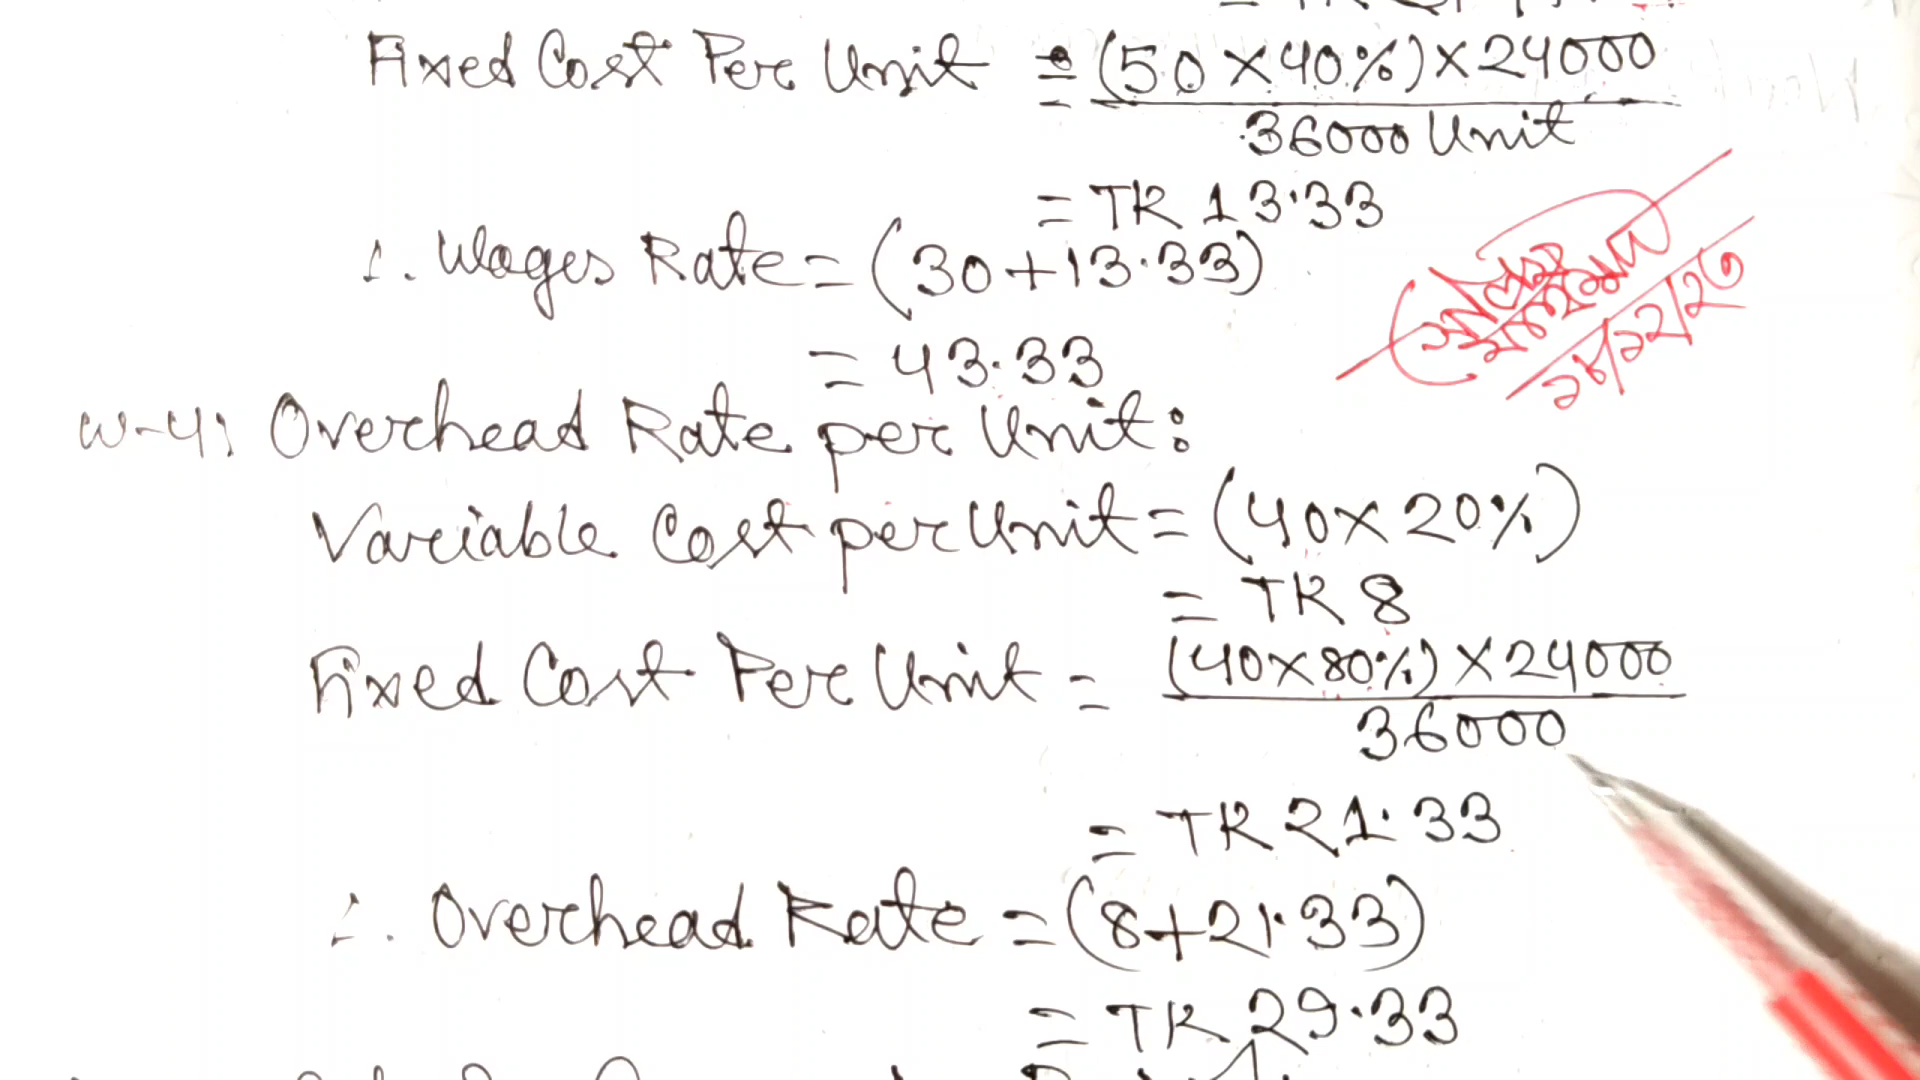 Fixed Cost Per Unit = (50×40%)×24000
36000 Unit
= TK 13.33
∴ Wages Rate = (30+13.33)
= 43.33
W-4: Overhead Rate per Unit:
Variable Cost per Unit = (40×20%)
= TK 8
Fixed Cost Per Unit = (40×80%)×24000
36000
= TK 21.33
∴ Overhead Rate = (8+21.33)
= TK 29.33